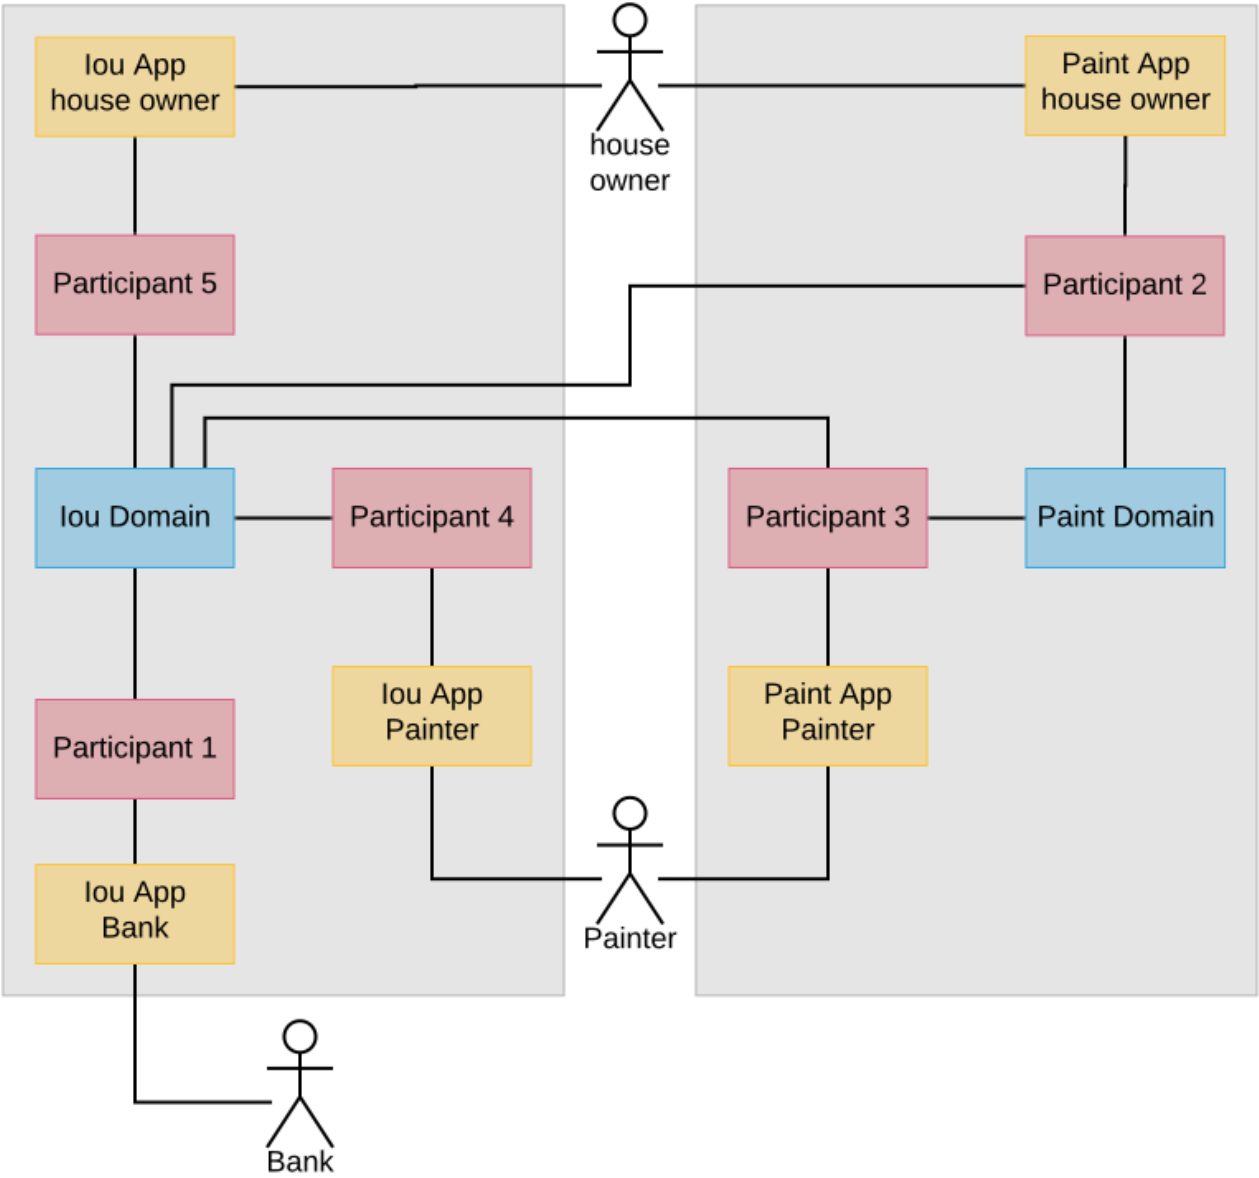 Iou App
house owner
house
owner
Paint App
house owner
Participant 5
Participant 2
Iou Domain
Participant 4
Participant 3
Paint Domain
Iou App
Painter
Paint App
Painter
Participant 1
Iou App
Bank
Painter
Bank